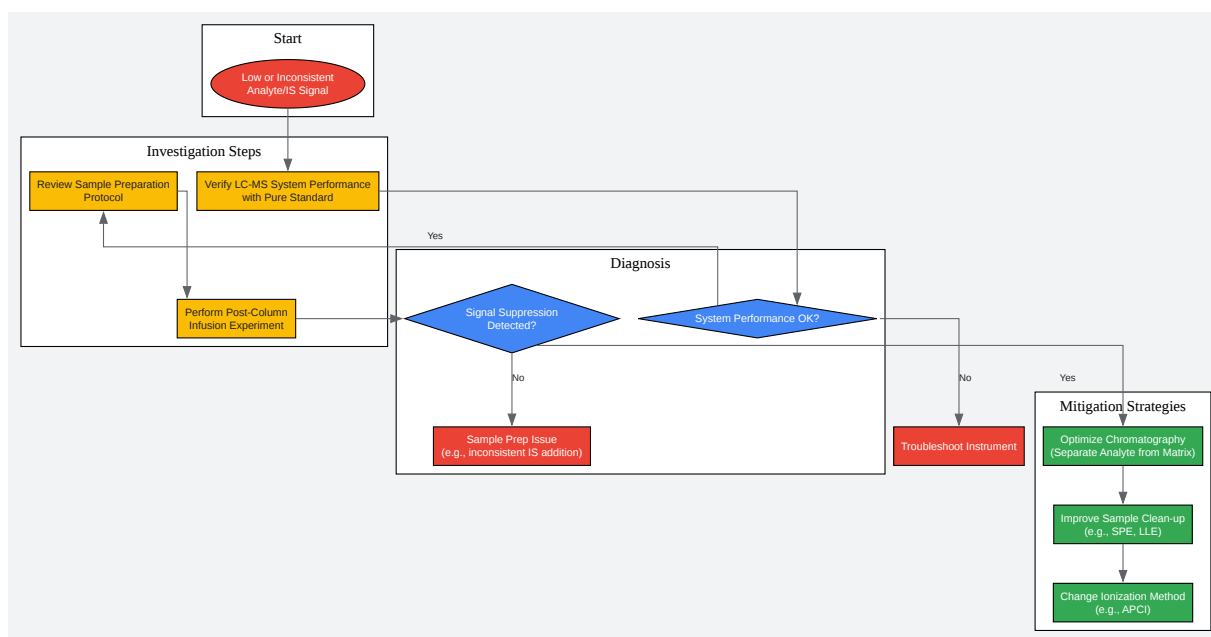 Start
Low or Inconsistent
Analyte/IS Signal
Investigation Steps
Review Sample Preparation
Protocol
Verify LC-MS System Performance
with Pure Standard
Yes
Diagnosis
Perform Post-Column
Infusion Experiment
Signal Suppression
Detected?
System Performance OK?
No
No
Yes
Mitigation Strategies
Sample Prep Issue
(e.g., inconsistent IS addition)
Troubleshoot Instrument
Optimize Chromatography
(Separate Analyte from Matrix)
Improve Sample Clean-up
(e.g., SPE, LLE)
Change Ionization Method
(e.g., APCI)